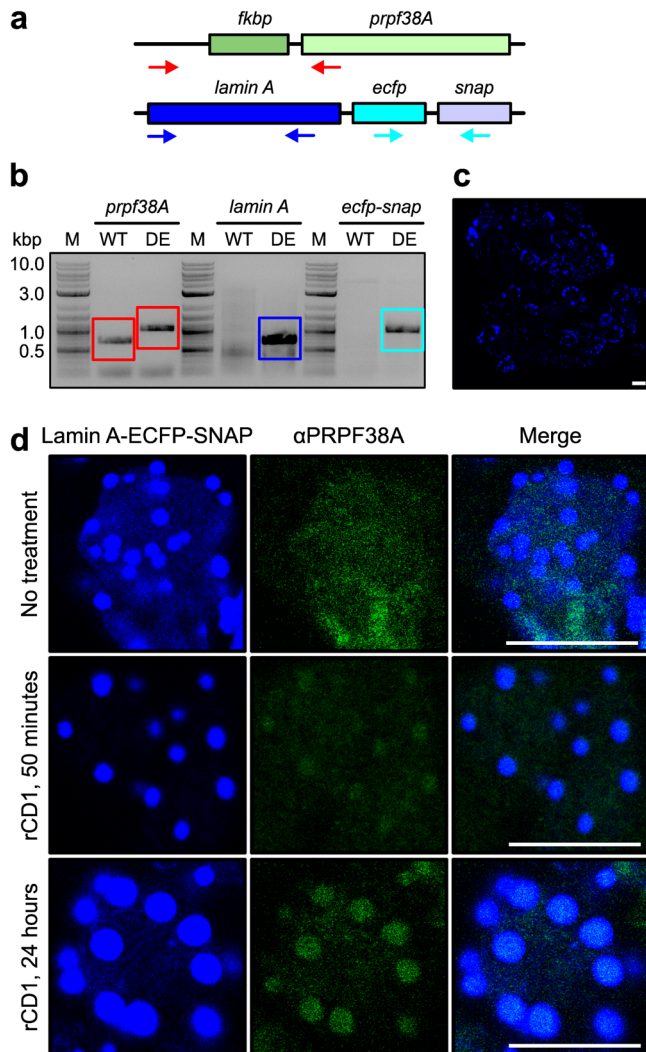 a
fkbp prpf38A
lamin A ecfp snap
b
prpf38A lamin A ecfp-snap
kbp M WT DE M WT DE M WT DE
10.0
3.0
1.0
0.5
c
d
Lamin A-ECFP-SNAP αPRPF38A Merge
No treatment
rCD1, 50 minutes
rCD1, 24 hours